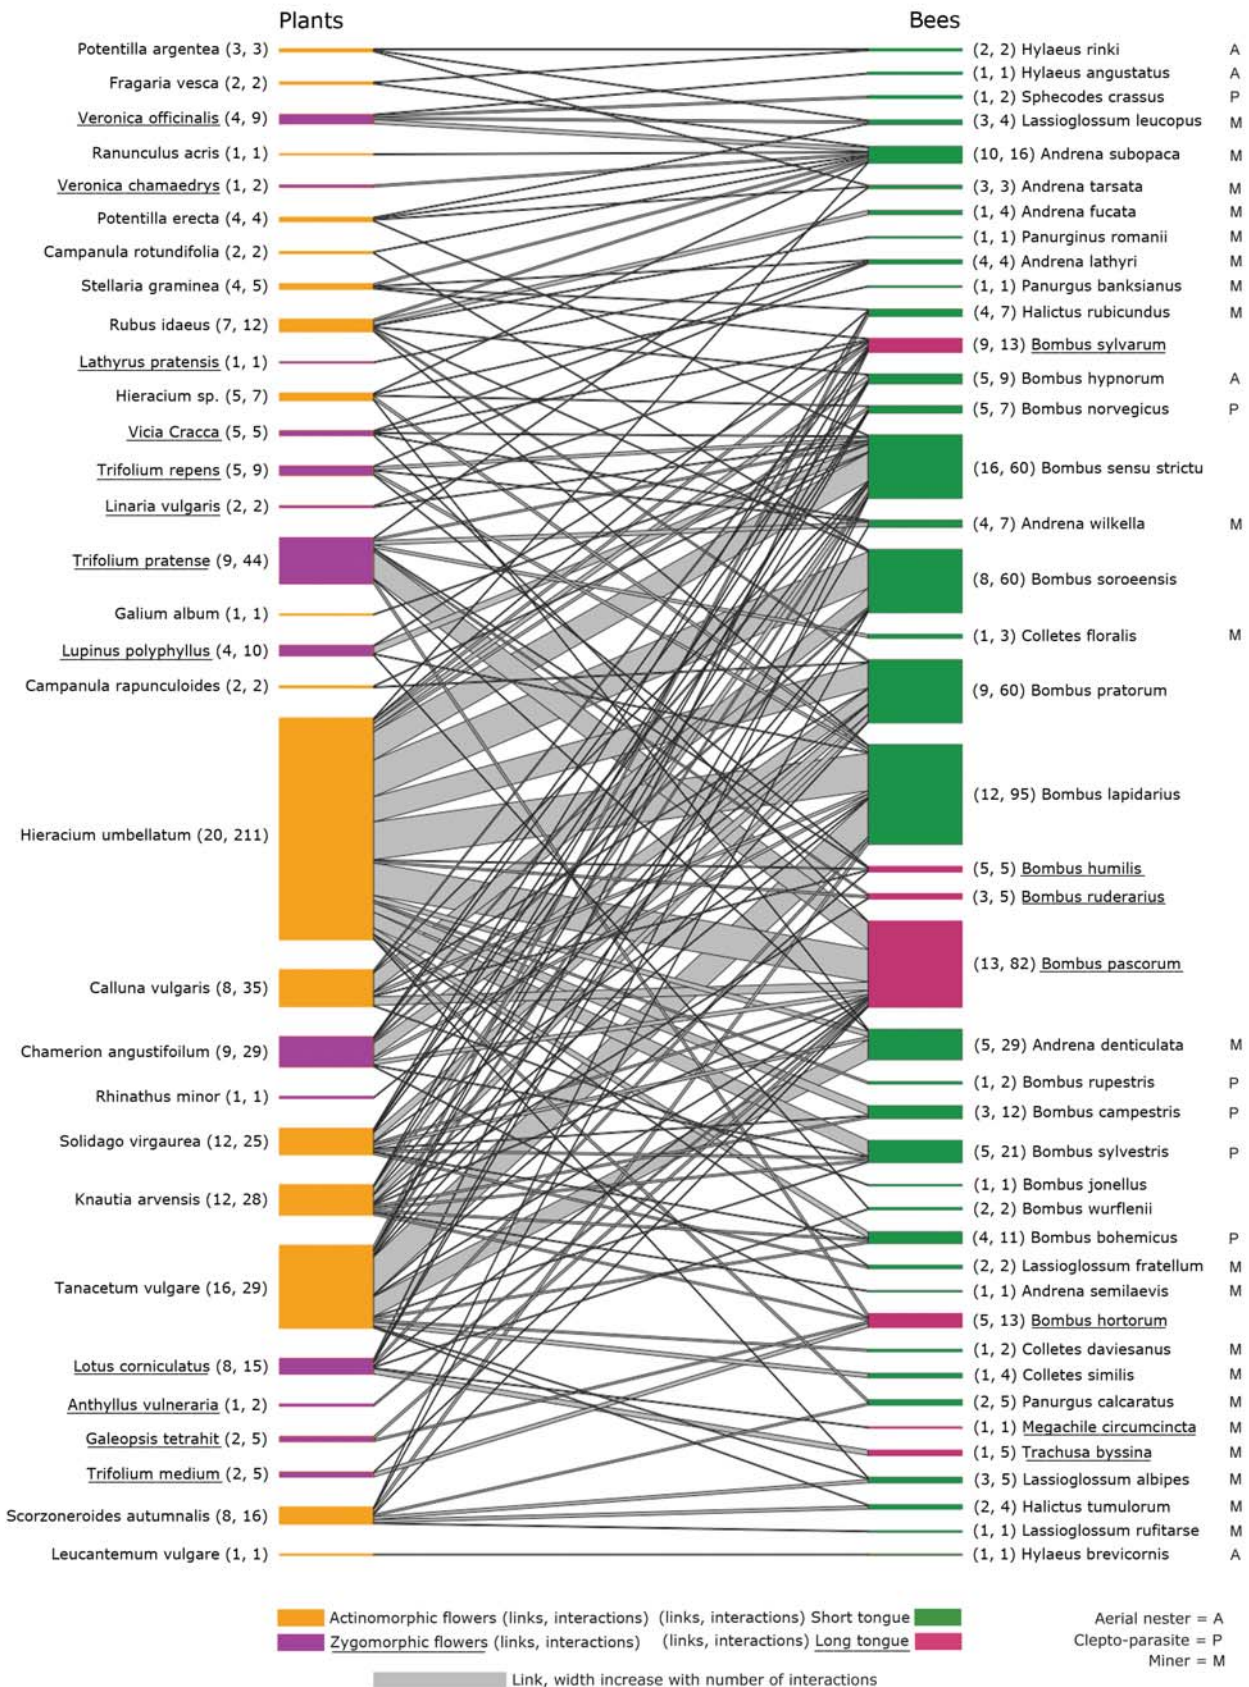 Plants
Bees
Potentilla argentea (3, 3)
(2, 2) Hylaeus rinki A
Fragaria vesca (2, 2)
(1, 1) Hylaeus angustatus A
(1, 2) Sphecodes crassus P
Veronica officinalis (4, 9)
(3, 4) Lassioglossum leucopus M
Ranunculus acris (1, 1)
(10, 16) Andrena subopaca M
Veronica chamaedrys (1, 2)
(3, 3) Andrena tarsata M
Potentilla erecta (4, 4)
(1, 4) Andrena fucata M
(1, 1) Panurginus romanii M
Campanula rotundifolia (2, 2)
(4, 4) Andrena lathyri M
Stellaria graminea (4, 5)
(1, 1) Panurgus banksianus M
Rubus idaeus (7, 12)
(4, 7) Halictus rubicundus M
(9, 13) Bombus sylvarum
Lathyrus pratensis (1, 1)
(5, 9) Bombus hypnorum A
Hieracium sp. (5, 7)
(5, 7) Bombus norvegicus P
Vicia Cracca (5, 5)
Trifolium repens (5, 9)
(16, 60) Bombus sensu strictu
Linaria vulgaris (2, 2)
(4, 7) Andrena wilkella M
Trifolium pratense (9, 44)
(8, 60) Bombus soroeensis
Galium album (1, 1)
(1, 3) Colletes floralis M
Lupinus polyphyllus (4, 10)
Campanula rapunculoides (2, 2)
(9, 60) Bombus pratorum
(12, 95) Bombus lapidarius
Hieracium umbellatum (20, 211)
(5, 5) Bombus humilis
(3, 5) Bombus ruderarius
(13, 82) Bombus pascorum
Calluna vulgaris (8, 35)
(5, 29) Andrena denticulata M
Chamerion angustifoilum (9, 29)
(1, 2) Bombus rupestris P
Rhinathus minor (1, 1)
(3, 12) Bombus campestris P
Solidago virgaurea (12, 25)
(5, 21) Bombus sylvestris P
(1, 1) Bombus jonellus
Knautia arvensis (12, 28)
(2, 2) Bombus wurflenii
(4, 11) Bombus bohemicus P
(2, 2) Lassioglossum fratellum M
Tanacetum vulgare (16, 29)
(1, 1) Andrena semilaevis M
(5, 13) Bombus hortorum
(1, 2) Colletes daviesanus M
Lotus corniculatus (8, 15)
(1, 4) Colletes similis M
Anthyllus vulneraria (1, 2)
(2, 5) Panurgus calcaratus M
(1, 1) Megachile circumcincta M
Galeopsis tetrahit (2, 5)
(1, 5) Trachusa byssina M
Trifolium medium (2, 5)
(3, 5) Lassioglossum albipes M
(2, 4) Halictus tumulorum M
Scorzoneroides autumnalis (8, 16)
(1, 1) Lassioglossum rufitarse M
Leucantemum vulgare (1, 1)
(1, 1) Hylaeus brevicornis A
Actinomorphic flowers (links, interactions)
(links, interactions) Short tongue
Zygomorphic flowers (links, interactions)
(links, interactions) Long tongue
Link, width increase with number of interactions
Aerial nester = A
Clepto-parasite = P
Miner = M